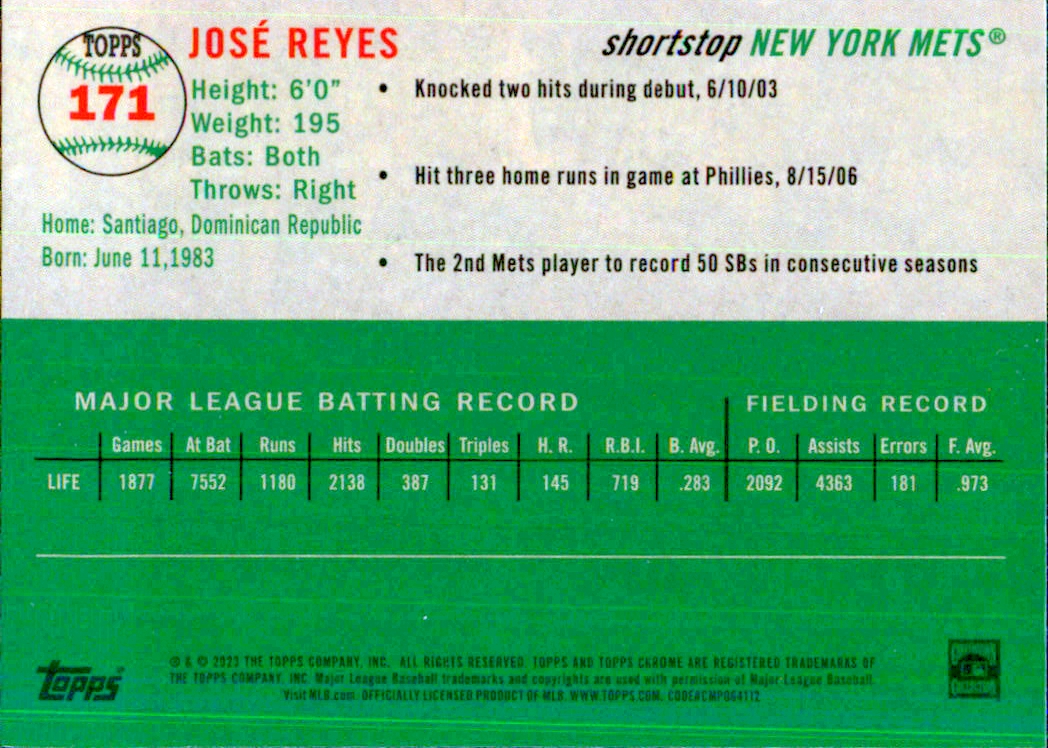 TOPPS
171
JOSÉ REYES
shortstop NEW YORK METS®
Height: 6'0"
Weight: 195
Bats: Both
Throws: Right
Home: Santiago, Dominican Republic
Born: June 11,1983
• Knocked two hits during debut, 6/10/03
• Hit three home runs in game at Phillies, 8/15/06
• The 2nd Mets player to record 50 SBs in consecutive seasons
MAJOR LEAGUE BATTING RECORD FIELDING RECORD
Games At Bat Runs Hits Doubles Triples H. R. R.B.I. B. Avg. P. O. Assists Errors F. Avg.
LIFE 1877 7552 1180 2138 387 131 145 719 .283 2092 4363 181 .973
topps
® & © 2023 THE TOPPS COMPANY, INC. ALL RIGHTS RESERVED. TOPPS AND TOPPS CHROME ARE REGISTERED TRADEMARKS OF
THE TOPPS COMPANY, INC. Major League Baseball trademarks and copyrights are used with permission of Major League Baseball.
Visit MLB.com. OFFICIALLY LICENSED PRODUCT OF MLB. WWW.TOPPS.COM. CODE#CMP064112